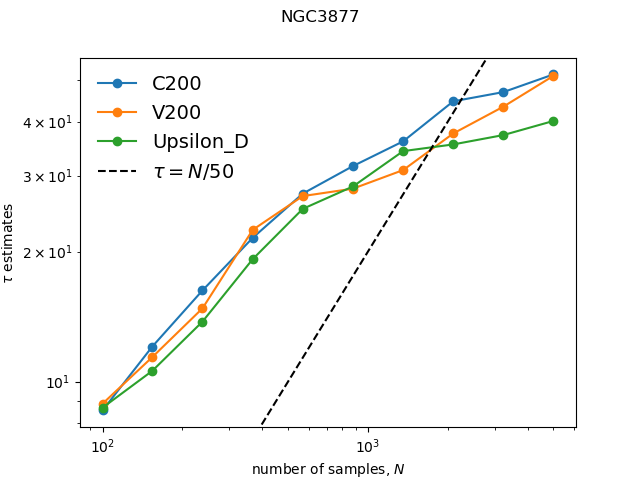 NGC3877
C200
V200
Upsilon_D
τ = N/50
4 × 10¹
3 × 10¹
2 × 10¹
10¹
τ estimates
10² 10³
number of samples, N